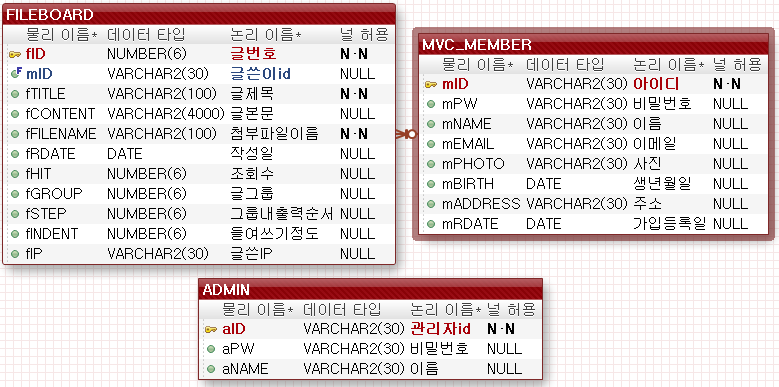 FILEBOARD
물리 이름* 데이터 타입 논리 이름* 널 허용
fID NUMBER(6) 글번호 N·N
mID VARCHAR2(30) 글쓴이id NULL
fTITLE VARCHAR2(100) 글제목 N·N
fCONTENT VARCHAR2(4000) 글본문 NULL
fFILENAME VARCHAR2(100) 첨부파일이름 N·N
fRDATE DATE 작성일 NULL
fHIT NUMBER(6) 조회수 NULL
fGROUP NUMBER(6) 글그룹 NULL
fSTEP NUMBER(6) 그룹내출력순서 NULL
fINDENT NUMBER(6) 들여쓰기정도 NULL
fIP VARCHAR2(30) 글쓴IP NULL
MVC_MEMBER
물리 이름* 데이터 타입 논리 이름* 널 허용
mID VARCHAR2(30) 아이디 N·N
mPW VARCHAR2(30) 비밀번호 NULL
mNAME VARCHAR2(30) 이름 NULL
mEMAIL VARCHAR2(30) 이메일 NULL
mPHOTO VARCHAR2(30) 사진 NULL
mBIRTH DATE 생년월일 NULL
mADDRESS VARCHAR2(30) 주소 NULL
mRDATE DATE 가입등록일 NULL
ADMIN
물리 이름* 데이터 타입 논리 이름* 널 허용
aID VARCHAR2(30) 관리자id N·N
aPW VARCHAR2(30) 비밀번호 NULL
aNAME VARCHAR2(30) 이름 NULL